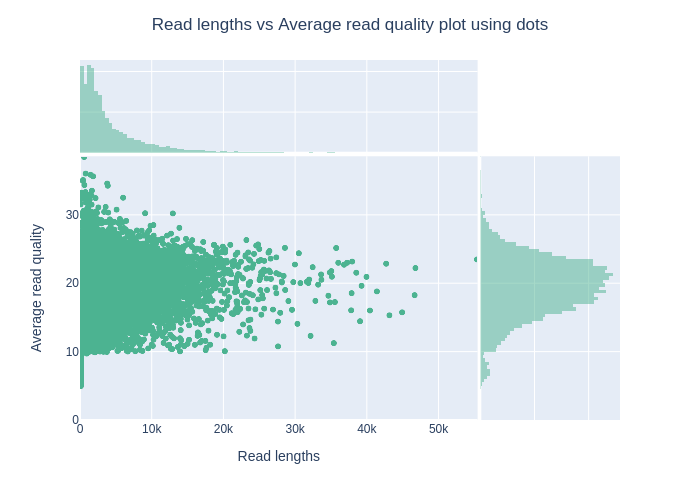 Read lengths vs Average read quality plot using dots
Average read quality
30
20
10
0
0 10k 20k 30k 40k 50k
Read lengths